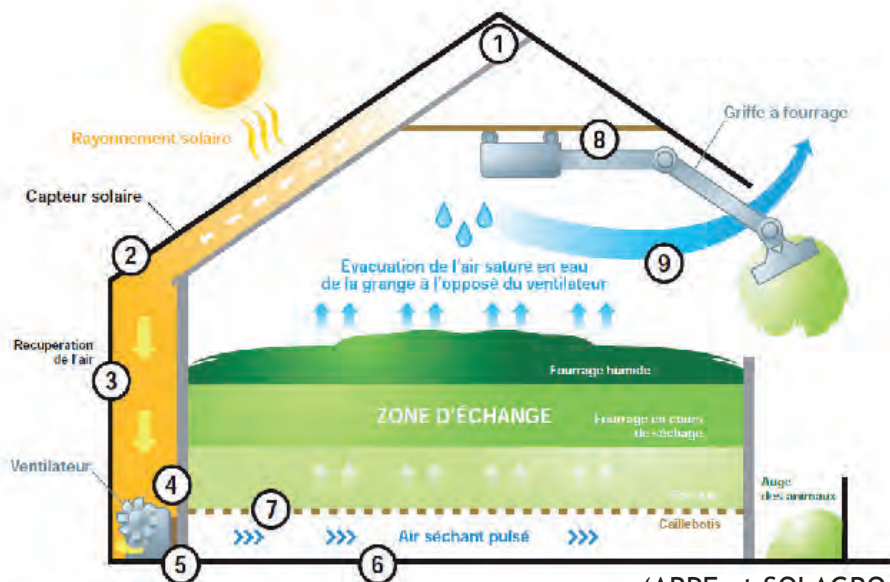 1
Griffe à fourrage
8
Rayonnement solaire
Capteur solaire
2
9
Evacuation de l'air saturé en eau
de la grange à l'opposé du ventilateur
Recuperation
de l'air
3
Fourrage humide
ZONE D'ÉCHANGE
Fourrage en cours
de séchage
Ventilateur
4
Auge
des animaux
7
Caillebotis
Air séchant pulsé
5
6